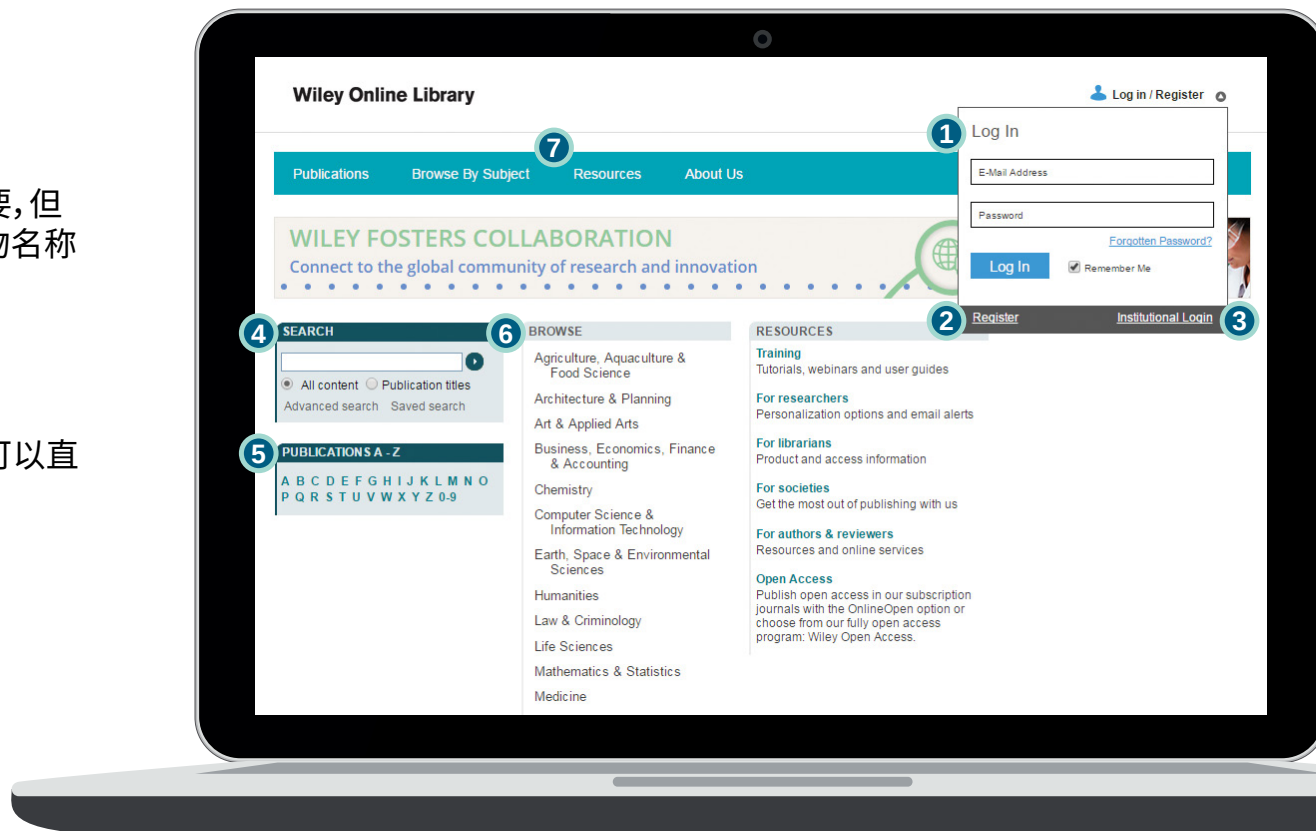 要，但
物名称
可以直
Wiley Online Library
Log in / Register
1
Log In
E-Mail Address
Password
Forgotten Password?
Log In
Remember Me
2
Register
Institutional Login
3
7
Publications Browse By Subject Resources About Us
WILEY FOSTERS COLLABORATION
Connect to the global community of research and innovation
4
SEARCH
All content Publication titles
Advanced search Saved search
5
PUBLICATIONS A - Z
A B C D E F G H I J K L M N O
P Q R S T U V W X Y Z 0-9
6
BROWSE
Agriculture, Aquaculture &
Food Science
Architecture & Planning
Art & Applied Arts
Business, Economics, Finance
& Accounting
Chemistry
Computer Science &
Information Technology
Earth, Space & Environmental
Sciences
Humanities
Law & Criminology
Life Sciences
Mathematics & Statistics
Medicine
RESOURCES
Training
Tutorials, webinars and user guides
For researchers
Personalization options and email alerts
For librarians
Product and access information
For societies
Get the most out of publishing with us
For authors & reviewers
Resources and online services
Open Access
Publish open access in our subscription
journals with the OnlineOpen option or
choose from our fully open access
program: Wiley Open Access.